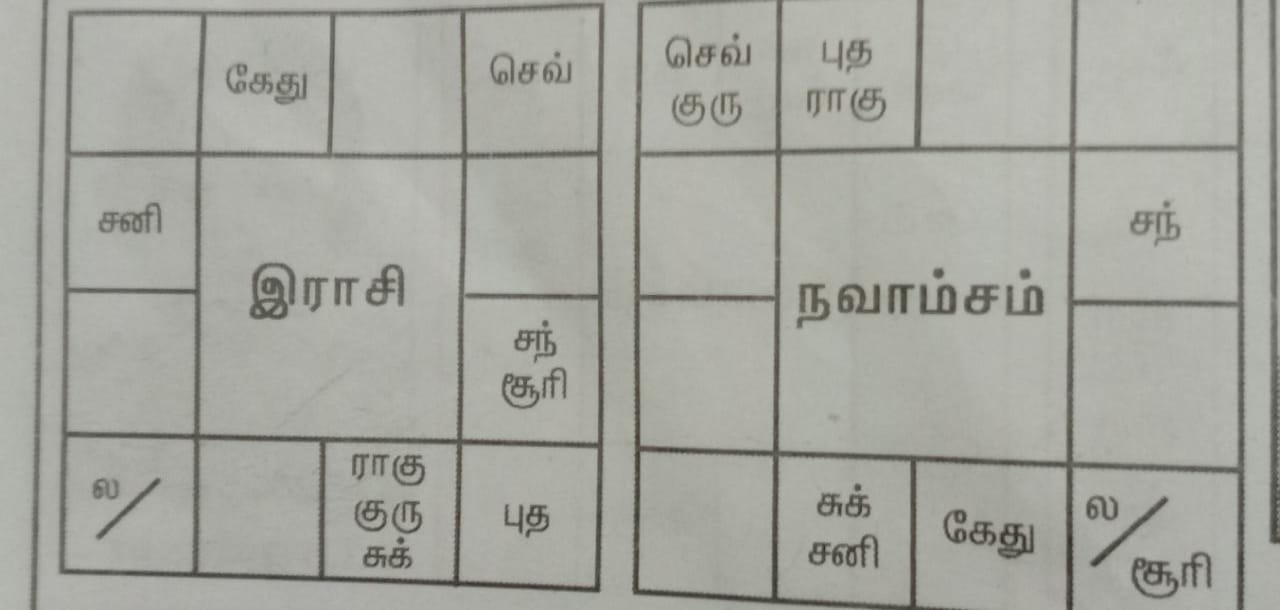 கேது
செவ்
சனி
இராசி
சந்
சூரி
ல/
ராகு
குரு
சுக்
புத
செவ்
குரு
புத
ராகு
சந்
நவாம்சம்
சுக்
சனி
கேது
ல/
சூரி